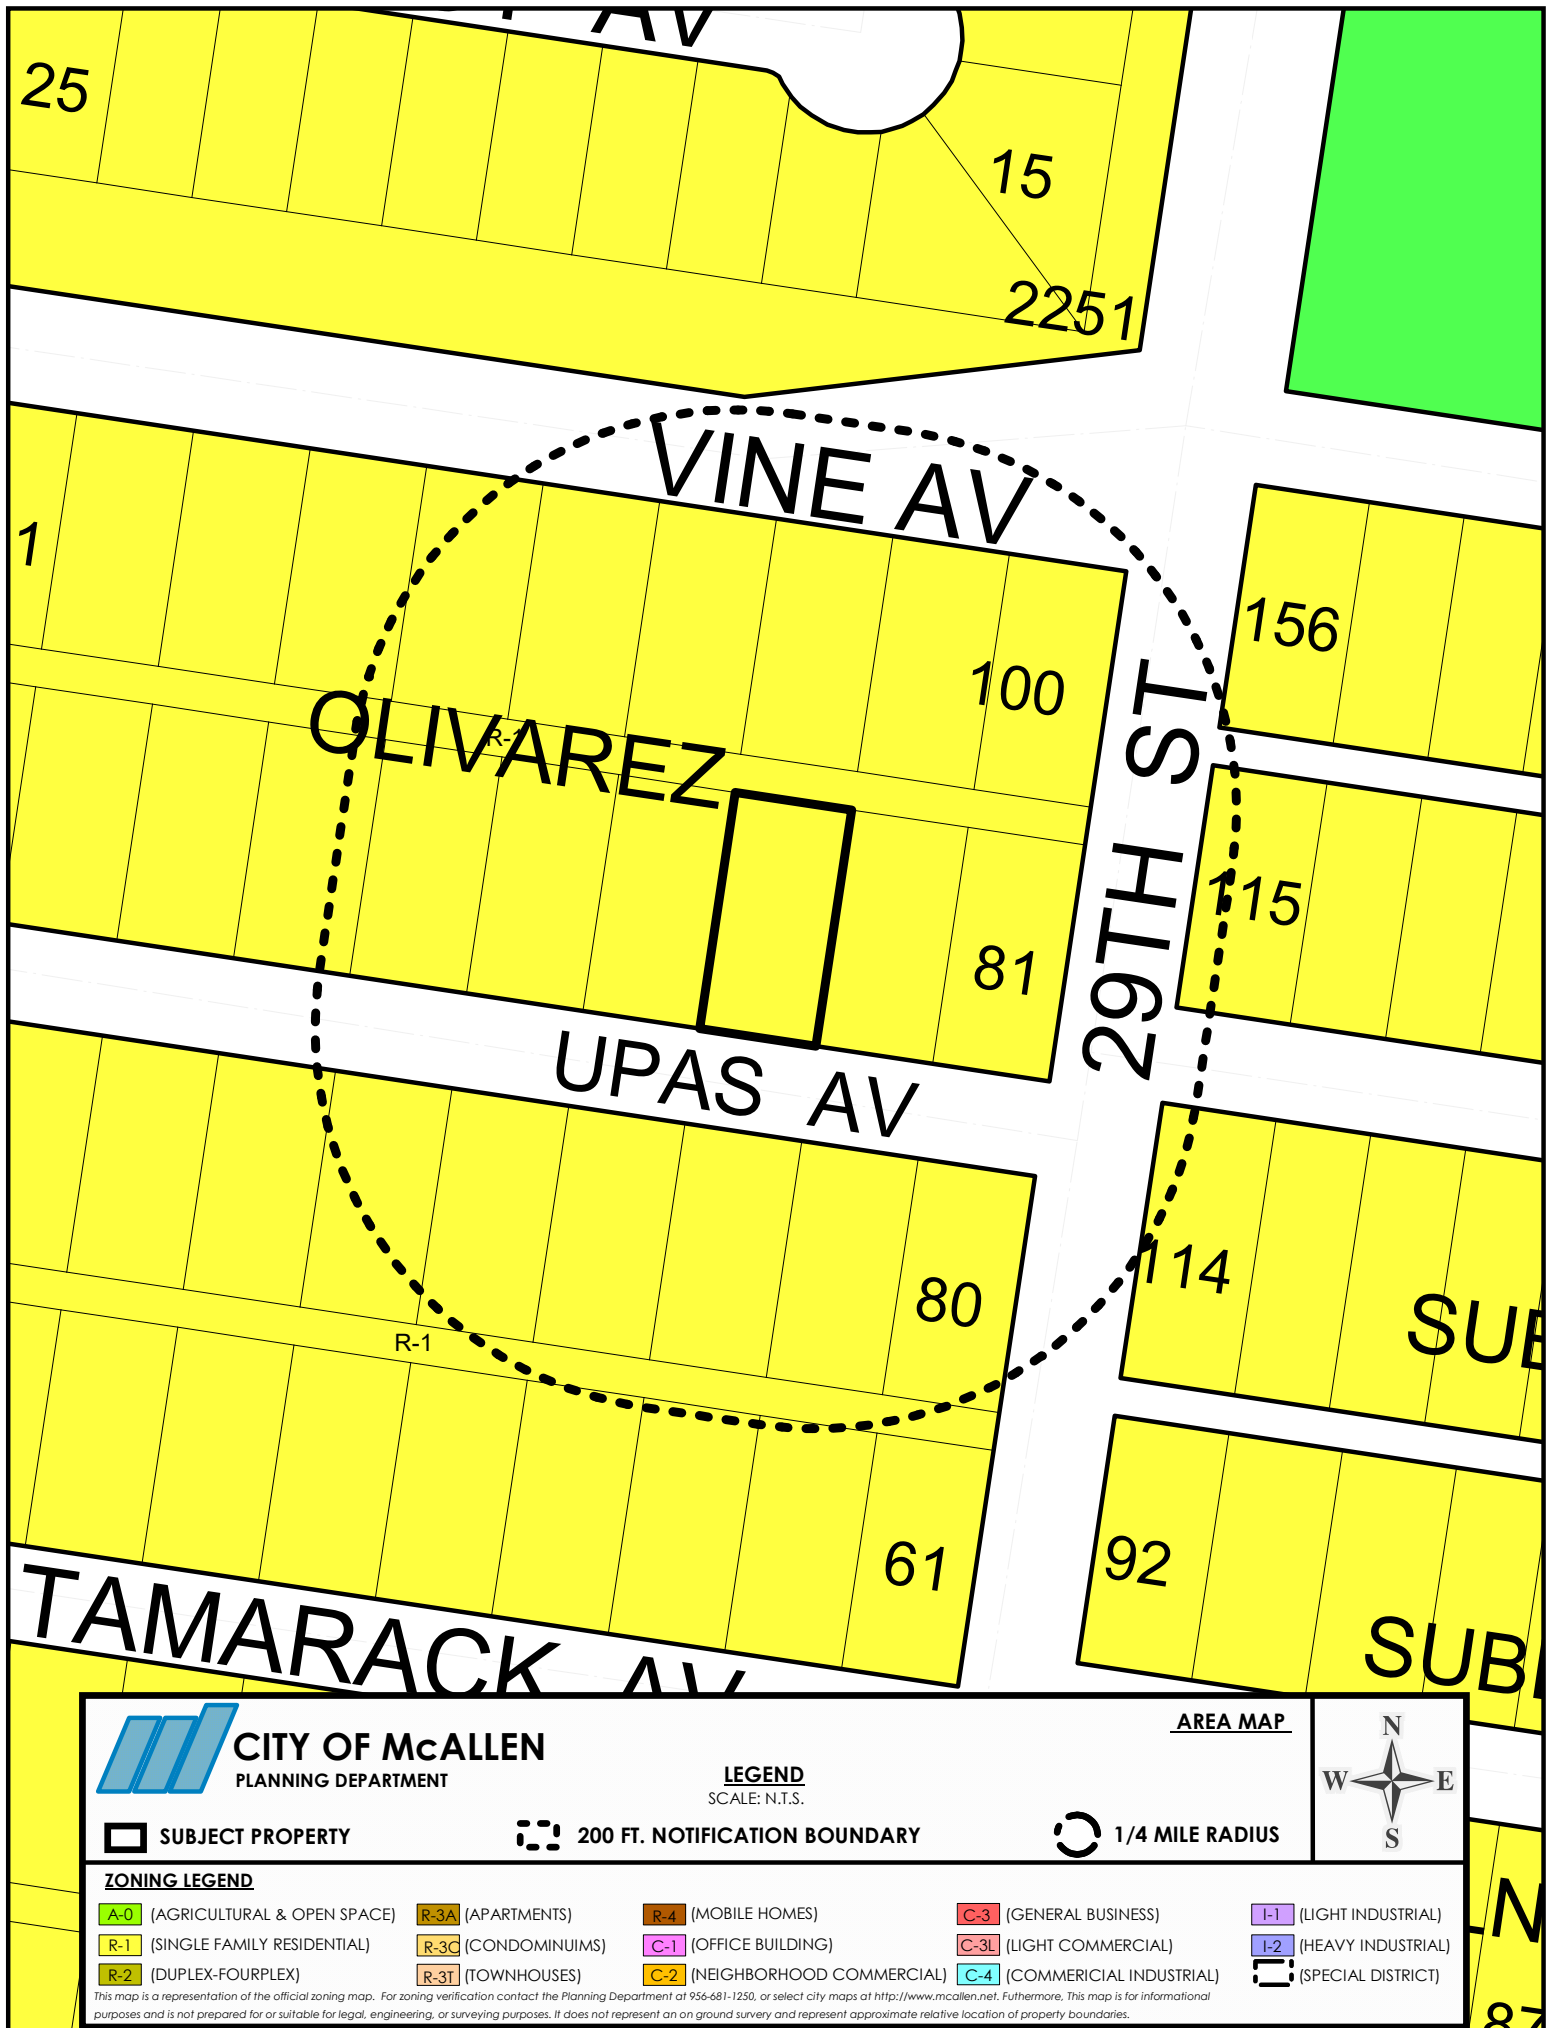 AV
25
15
2251
VINE AV
1
156
100
OLIVAREZ
R-1
29TH ST
115
81
UPAS AV
114
80
SUB
R-1
61
92
SUB
TAMARACK AV
CITY OF McALLEN
PLANNING DEPARTMENT
AREA MAP
LEGEND
SCALE: N.T.S.
N
W E
S
SUBJECT PROPERTY
200 FT. NOTIFICATION BOUNDARY
1/4 MILE RADIUS
ZONING LEGEND
A-0 (AGRICULTURAL & OPEN SPACE) R-3A (APARTMENTS) R-4 (MOBILE HOMES) C-3 (GENERAL BUSINESS) I-1 (LIGHT INDUSTRIAL)
R-1 (SINGLE FAMILY RESIDENTIAL) R-3C (CONDOMINUIMS) C-1 (OFFICE BUILDING) C-3L (LIGHT COMMERCIAL) I-2 (HEAVY INDUSTRIAL)
R-2 (DUPLEX-FOURPLEX) R-3T (TOWNHOUSES) C-2 (NEIGHBORHOOD COMMERCIAL) C-4 (COMMERICIAL INDUSTRIAL) (SPECIAL DISTRICT)
This map is a representation of the official zoning map. For zoning verification contact the Planning Department at 956-681-1250, or select city maps at http://www.mcallen.net. Futhermore, This map is for informational
purposes and is not prepared for or suitable for legal, engineering, or surveying purposes. It does not represent an on ground survey and represent approximate relative location of property boundaries.
LN
87